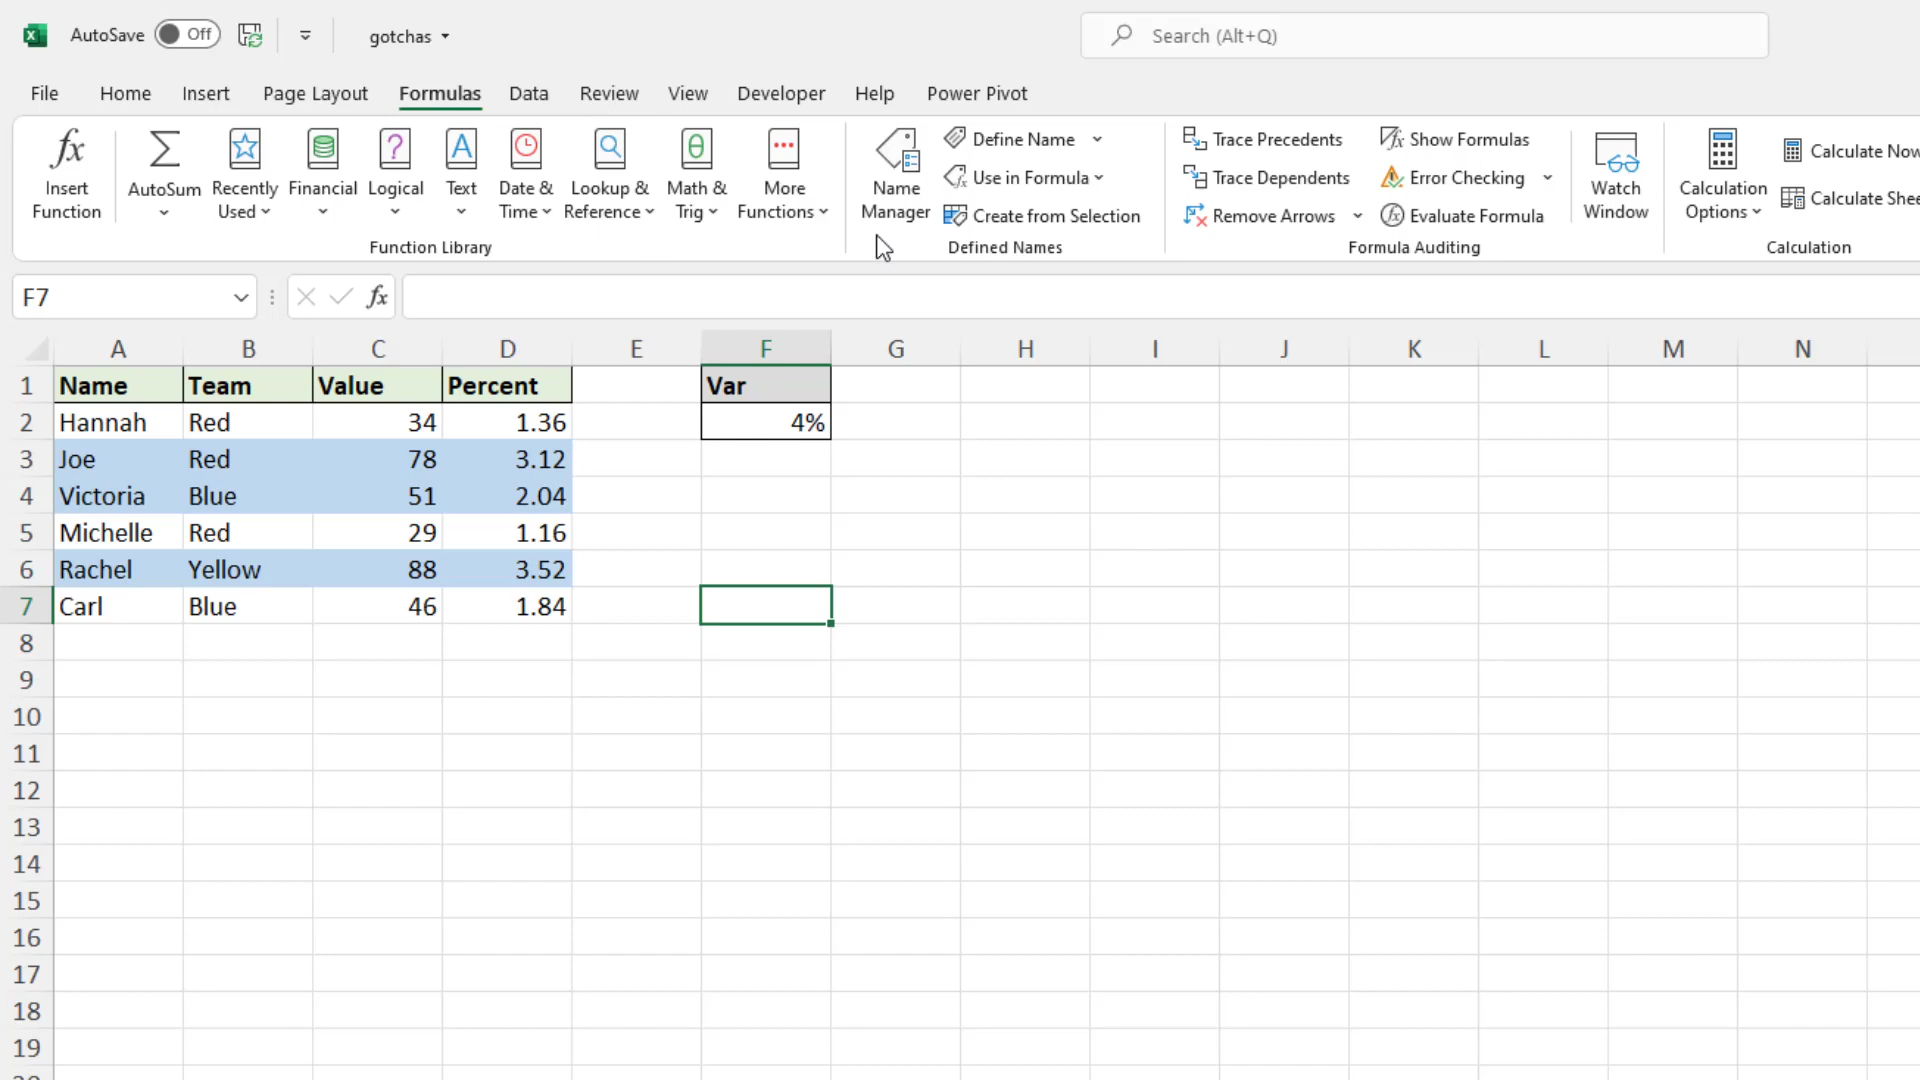 AutoSave Off gotchas Search (Alt+Q)
File Home Insert Page Layout Formulas Data Review View Developer Help Power Pivot
fx Insert Function
AutoSum
Recently Used
Financial
Logical
Text
Date & Time
Lookup & Reference
Math & Trig
More Functions
Function Library
Name Manager
Define Name
Use in Formula
Create from Selection
Defined Names
Trace Precedents
Trace Dependents
Remove Arrows
Show Formulas
Error Checking
Evaluate Formula
Formula Auditing
Watch Window
Calculation Options
Calculate Now
Calculate Shee
Calculation
F7 fx
A B C D E F G H I J K L M N
1 Name Team Value Percent Var
2 Hannah Red 34 1.36 4%
3 Joe Red 78 3.12
4 Victoria Blue 51 2.04
5 Michelle Red 29 1.16
6 Rachel Yellow 88 3.52
7 Carl Blue 46 1.84
8
9
10
11
12
13
14
15
16
17
18
19